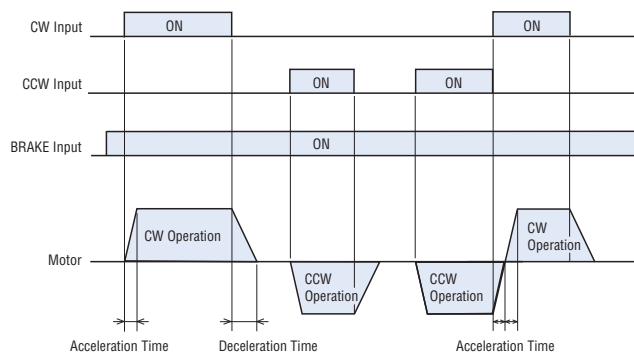 CW Input
ON
ON
CCW Input
ON
ON
BRAKE Input
ON
Motor
CW Operation
CCW
Operation
CCW
Operation
CW
Operation
Acceleration Time
Deceleration Time
Acceleration Time